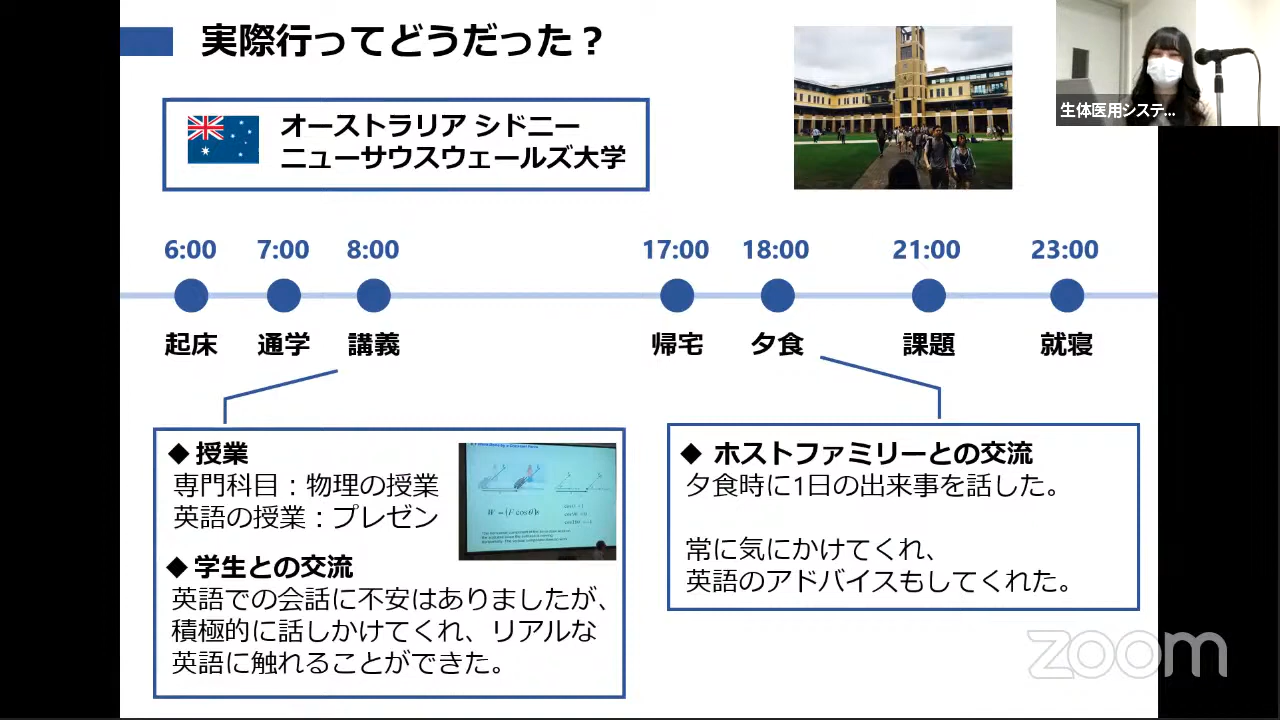 実際行ってどうだった？
生体医用システ...
オーストラリア シドニー
ニューサウスウェールズ大学
6:00 7:00 8:00 17:00 18:00 21:00 23:00
起床 通学 講義 帰宅 夕食 課題 就寝
◆ 授業
専門科目：物理の授業
英語の授業：プレゼン
W = (F cos θ)s
◆ 学生との交流
英語での会話に不安はありましたが、
積極的に話しかけてくれ、リアルな
英語に触れることができた。
◆ ホストファミリーとの交流
夕食時に1日の出来事を話した。
常に気にかけてくれ、
英語のアドバイスもしてくれた。
zoom